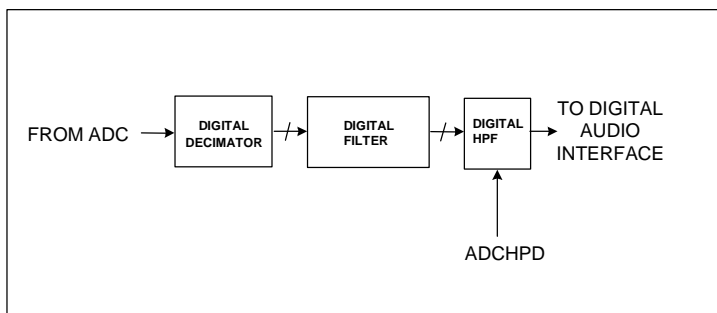 FROM ADC
DIGITAL
DECIMATOR
DIGITAL
FILTER
DIGITAL
HPF
TO DIGITAL
AUDIO
INTERFACE
ADCHPD